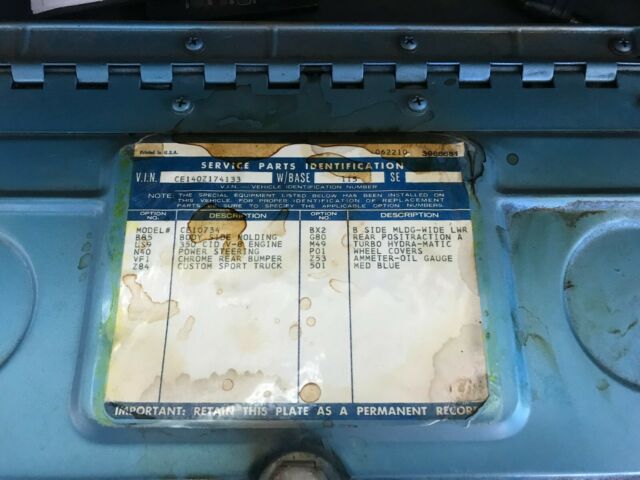 Printed in U.S.A. 062210 3988681
SERVICE PARTS IDENTIFICATION
V.I.N. CE140Z174133 W/BASE 115 SE
V.I.N. — VEHICLE IDENTIFICATION NUMBER
NOTE: THE SPECIAL EQUIPMENT LISTED BELOW HAS BEEN INSTALLED ON
THIS VEHICLE. FOR PROPER IDENTIFICATION OF REPLACEMENT
PARTS BE SURE TO SPECIFY THE APPLICABLE OPTION NUMBERS.
OPTION NO. DESCRIPTION OPTION NO. DESCRIPTION
MODEL# CE10734 BX2 B SIDE MLDG-WIDE LWR
B85 BODY SIDE MOLDING G80 REAR POSITRACTION A
LS9 350 CID V-8 ENGINE M49 TURBO HYDRA-MATIC
N40 POWER STEERING P01 WHEEL COVERS
VF1 CHROME REAR BUMPER Z53 AMMETER-OIL GAUGE
Z84 CUSTOM SPORT TRUCK 501 MED BLUE
IMPORTANT: RETAIN THIS PLATE AS A PERMANENT RECORD